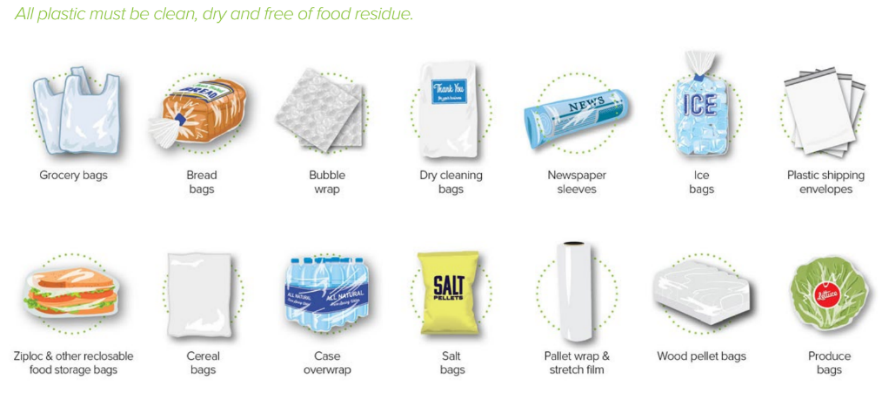 All plastic must be clean, dry and free of food residue.
BREAD
Thank You
NEWS
ICE
Grocery bags
Bread
bags
Bubble
wrap
Dry cleaning
bags
Newspaper
sleeves
Ice
bags
Plastic shipping
envelopes
ALL NATURAL
ALL NATURAL
SALT
PELLETS
Lettuce
Ziploc & other reclosable
food storage bags
Cereal
bags
Case
overwrap
Salt
bags
Pallet wrap &
stretch film
Wood pellet bags
Produce
bags